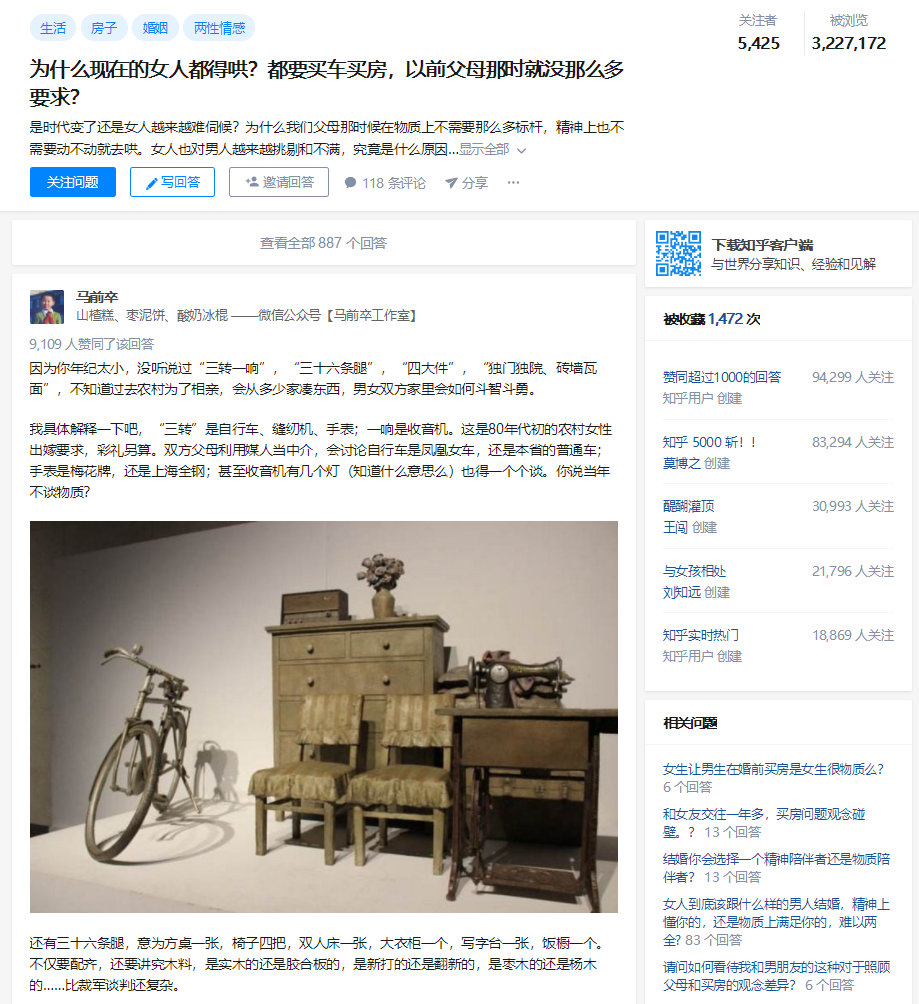 生活 房子 婚姻 两性情感
关注者 被浏览
5,425 3,227,172
为什么现在的女人都得哄？都要买车买房，以前父母那时就没那么多
要求？
是时代变了还是女人越来越难伺候？为什么我们父母那时候在物质上不需要那么多标杆，精神上也不
需要动不动就去哄。女人也对男人越来越挑剔和不满，究竟是什么原因...显示全部
关注问题 写回答 邀请回答 118 条评论 分享 ···
查看全部 887 个回答
马前卒
山楂糕、枣泥饼、酸奶冰棍 ——微信公众号【马前卒工作室】
9,109 人赞同了该回答
因为你年纪太小，没听说过“三转一响”，“三十六条腿”，“四大件”，“独门独院、砖墙瓦
面”，不知道过去农村为了相亲，会从多少家凑东西，男女双方家里会如何斗智斗勇。
我具体解释一下吧，“三转”是自行车、缝纫机、手表；一响是收音机。这是80年代初的农村女性
出嫁要求，彩礼另算。双方父母利用媒人当中介，会讨论自行车是凤凰女车，还是本省的普通车；
手表是梅花牌，还是上海全钢；甚至收音机有几个灯（知道什么意思么）也得一个个谈。你说当年
不谈物质？
还有三十六条腿，意为方桌一张，椅子四把，双人床一张，大衣柜一个，写字台一张，饭橱一个。
不仅要配齐，还要讲究木料，是实木的还是胶合板的，是新打的还是翻新的，是枣木的还是杨木
的......比裁军谈判还复杂。
下载知乎客户端
与世界分享知识、经验和见解
被收藏 1,472 次
赞同超过1000的回答 94,299 人关注
知乎用户 创建
知乎 5000 斩！！ 83,294 人关注
莫博之 创建
醍醐灌顶 30,993 人关注
王闯 创建
与女孩相处 21,796 人关注
刘知远 创建
知乎实时热门 18,869 人关注
知乎用户 创建
相关问题
女生让男生在婚前买房是女生很物质么？
6 个回答
和女友交往一年多，买房问题观念碰
壁。？ 13 个回答
结婚你会选择一个精神陪伴者还是物质陪
伴者？ 13 个回答
女人到底该跟什么样的男人结婚，精神上
懂你的，还是物质上满足你的，难以两
全? 83 个回答
请问如何看待我和男朋友的这种对于照顾
父母和买房的观念差异？ 6 个回答